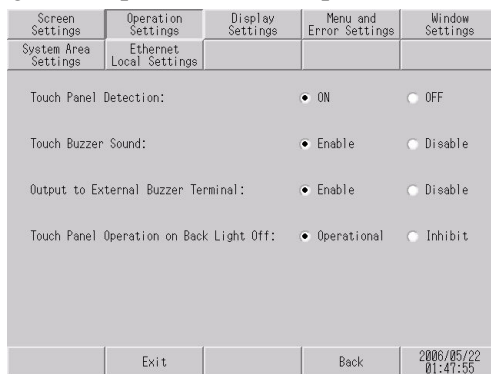 Screen Settings Operation Settings Display Settings Menu and Error Settings Window Settings
System Area Settings Ethernet Local Settings
Touch Panel Detection: ON OFF
Touch Buzzer Sound: Enable Disable
Output to External Buzzer Terminal: Enable Disable
Touch Panel Operation on Back Light Off: Operational Inhibit
Exit Back 2006/05/22 01:47:55